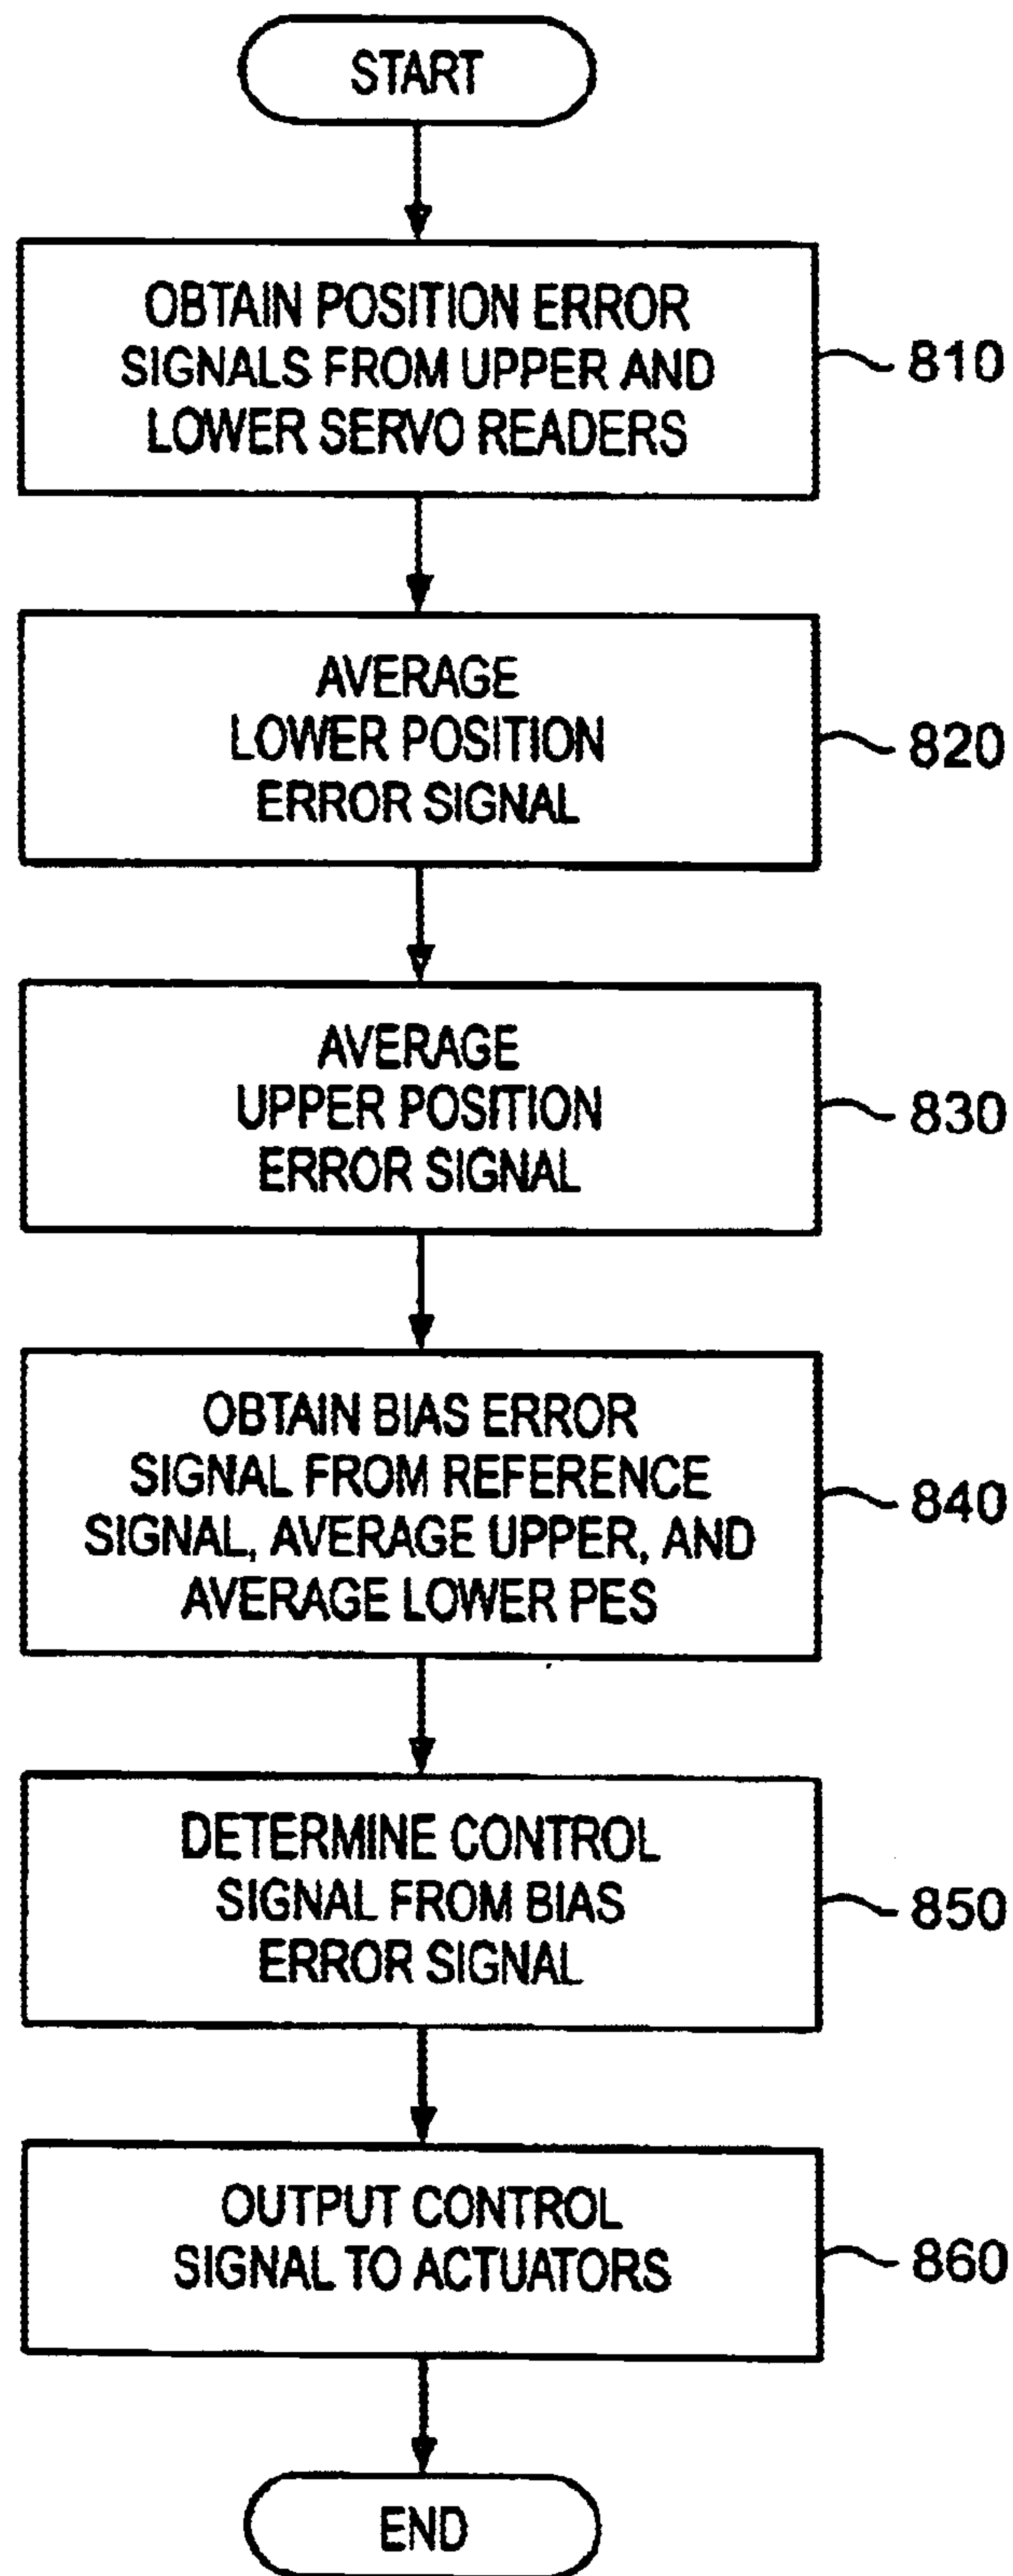 START
OBTAIN POSITION ERROR
SIGNALS FROM UPPER AND
LOWER SERVO READERS
810
AVERAGE
LOWER POSITION
ERROR SIGNAL
820
AVERAGE
UPPER POSITION
ERROR SIGNAL
830
OBTAIN BIAS ERROR
SIGNAL FROM REFERENCE
SIGNAL, AVERAGE UPPER, AND
AVERAGE LOWER PES
840
DETERMINE CONTROL
SIGNAL FROM BIAS
ERROR SIGNAL
850
OUTPUT CONTROL
SIGNAL TO ACTUATORS
860
END